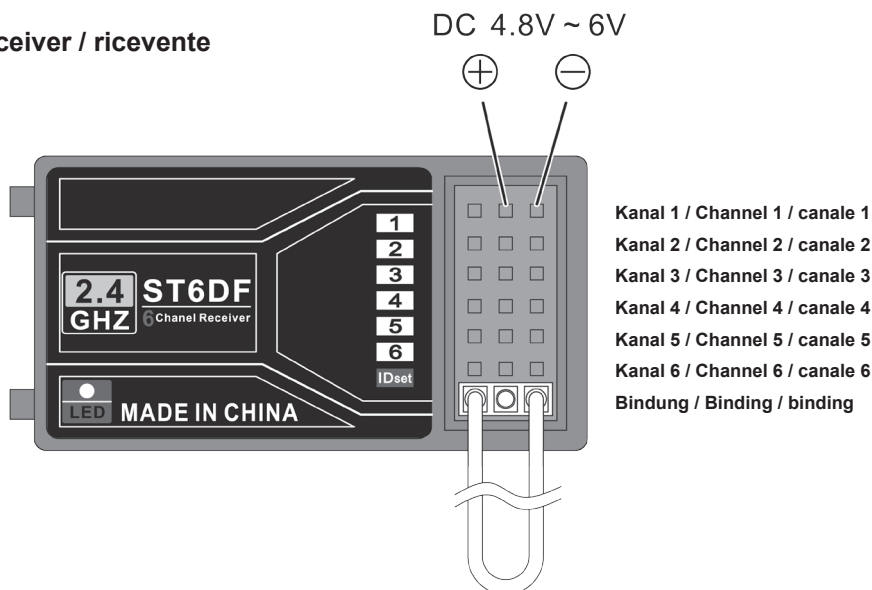 DC 4.8V ~ 6V
ceiver / ricevente
+ −
1
2
3
4
5
6
IDset
2.4 GHZ
ST6DF
6 Chanel Receiver
LED
MADE IN CHINA
Kanal 1 / Channel 1 / canale 1
Kanal 2 / Channel 2 / canale 2
Kanal 3 / Channel 3 / canale 3
Kanal 4 / Channel 4 / canale 4
Kanal 5 / Channel 5 / canale 5
Kanal 6 / Channel 6 / canale 6
Bindung / Binding / binding